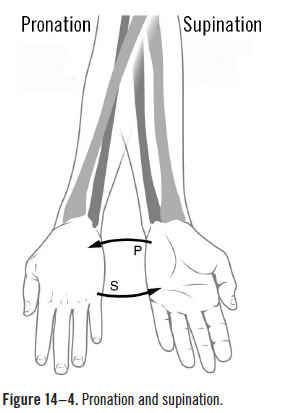 Pronation Supination
P
S
Figure 14–4. Pronation and supination.